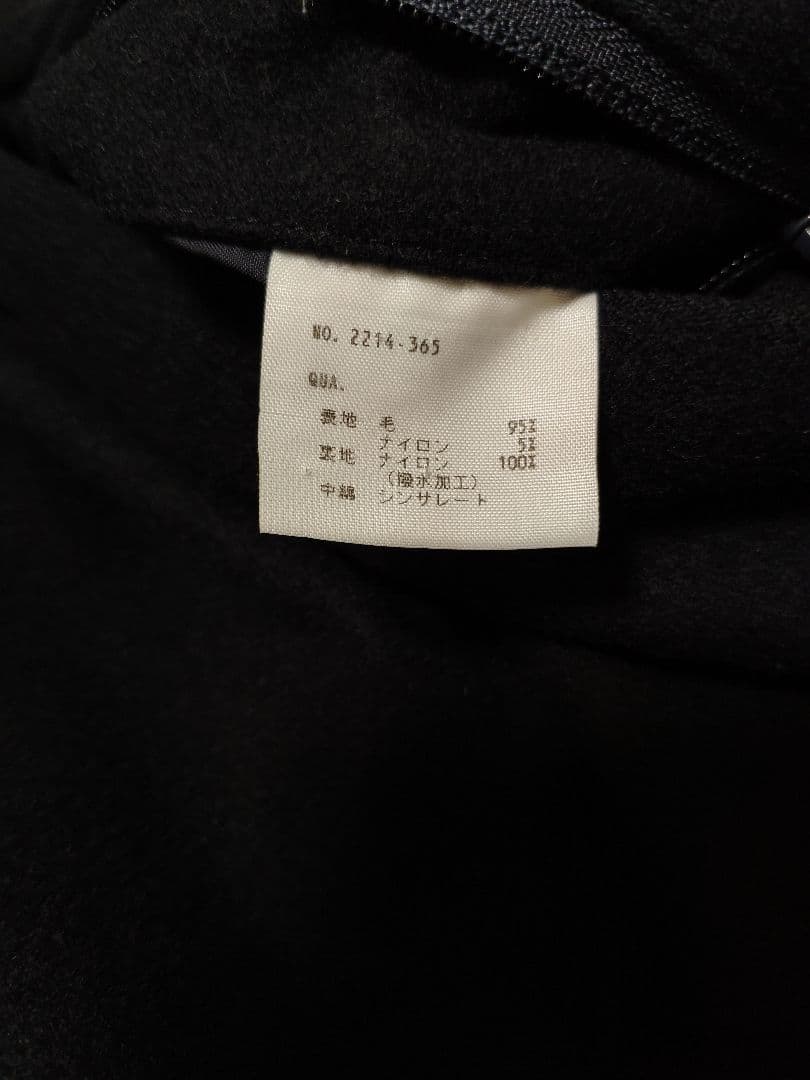 NO. 2214-365
QUA.
表地 毛 95%
ナイロン 5%
裏地 ナイロン 100%
(撥水加工)
中綿 シンサレート